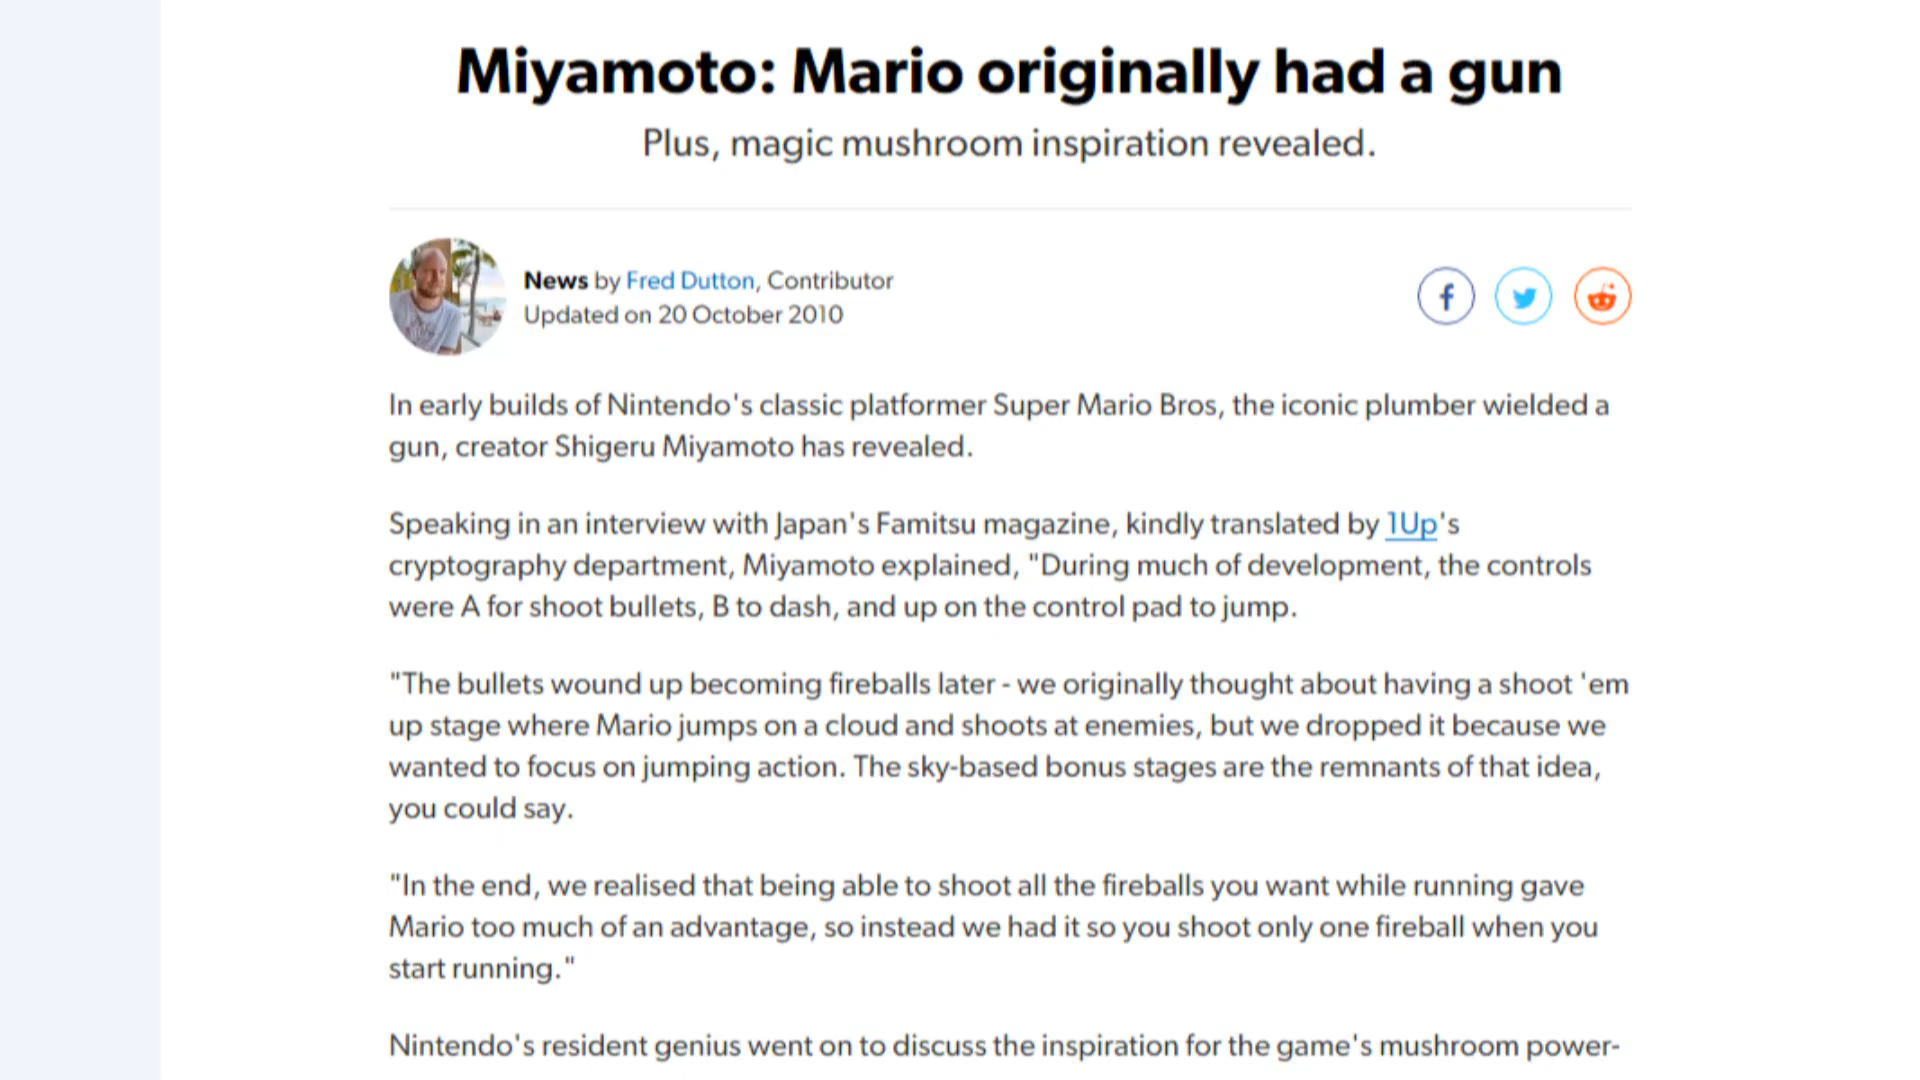 Miyamoto: Mario originally had a gun
Plus, magic mushroom inspiration revealed.
News by Fred Dutton, Contributor
Updated on 20 October 2010
In early builds of Nintendo's classic platformer Super Mario Bros, the iconic plumber wielded a
gun, creator Shigeru Miyamoto has revealed.
Speaking in an interview with Japan's Famitsu magazine, kindly translated by 1Up's
cryptography department, Miyamoto explained, "During much of development, the controls
were A for shoot bullets, B to dash, and up on the control pad to jump.
"The bullets wound up becoming fireballs later - we originally thought about having a shoot 'em
up stage where Mario jumps on a cloud and shoots at enemies, but we dropped it because we
wanted to focus on jumping action. The sky-based bonus stages are the remnants of that idea,
you could say.
"In the end, we realised that being able to shoot all the fireballs you want while running gave
Mario too much of an advantage, so instead we had it so you shoot only one fireball when you
start running."
Nintendo's resident genius went on to discuss the inspiration for the game's mushroom power-